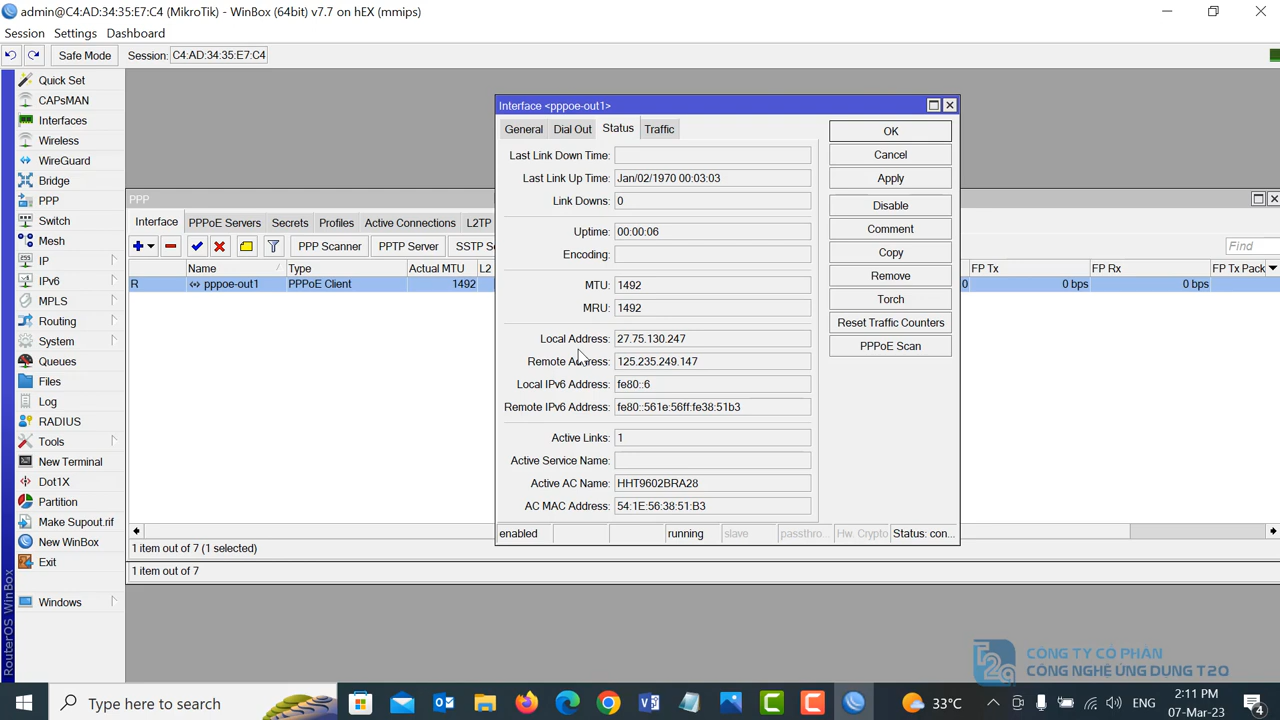 admin@C4:AD:34:35:E7:C4 (MikroTik) - WinBox (64bit) v7.7 on hEX (mmips)
Session Settings Dashboard
Safe Mode Session: C4:AD:34:35:E7:C4
Quick Set
CAPsMAN
Interfaces
Wireless
WireGuard
Bridge
PPP
Switch
Mesh
IP
IPv6
MPLS
Routing
System
Queues
Files
Log
RADIUS
Tools
New Terminal
Dot1X
Partition
Make Supout.rif
New WinBox
Exit
Windows
RouterOS WinBox
PPP
Interface PPPoE Servers Secrets Profiles Active Connections L2TP
PPP Scanner PPTP Server SSTP Se
Find
Name Type Actual MTU L2 FP Tx FP Rx FP Tx Pack
R pppoe-out1 PPPoE Client 1492 0 0 bps 0 bps
1 item out of 7 (1 selected)
1 item out of 7
Interface <pppoe-out1>
General Dial Out Status Traffic
Last Link Down Time:
Last Link Up Time: Jan/02/1970 00:03:03
Link Downs: 0
Uptime: 00:00:06
Encoding:
MTU: 1492
MRU: 1492
Local Address: 27.75.130.247
Remote Address: 125.235.249.147
Local IPv6 Address: fe80::6
Remote IPv6 Address: fe80::561e:56ff:fe38:51b3
Active Links: 1
Active Service Name:
Active AC Name: HHT9602BRA28
AC MAC Address: 54:1E:56:38:51:B3
OK
Cancel
Apply
Disable
Comment
Copy
Remove
Torch
Reset Traffic Counters
PPPoE Scan
enabled running slave passthro... Hw. Crypto Status: con...
T2Q
CÔNG TY CỔ PHẦN
CÔNG NGHỆ ỨNG DỤNG T2Q
Type here to search
33°C
ENG
2:11 PM
07-Mar-23
4